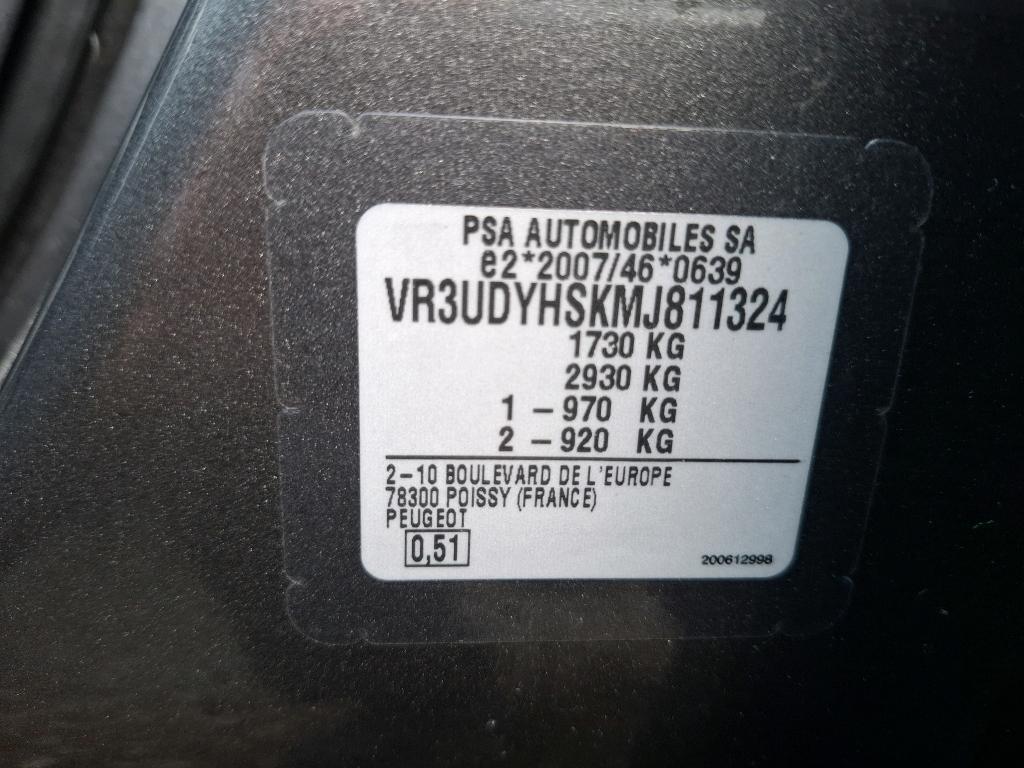 PSA AUTOMOBILES SA
e2*2007/46*0639
VR3UDYHSKMJ811324
1730 KG
2930 KG
1 – 970 KG
2 – 920 KG
2–10 BOULEVARD DE L'EUROPE
78300 POISSY (FRANCE)
PEUGEOT
0,51
200612998